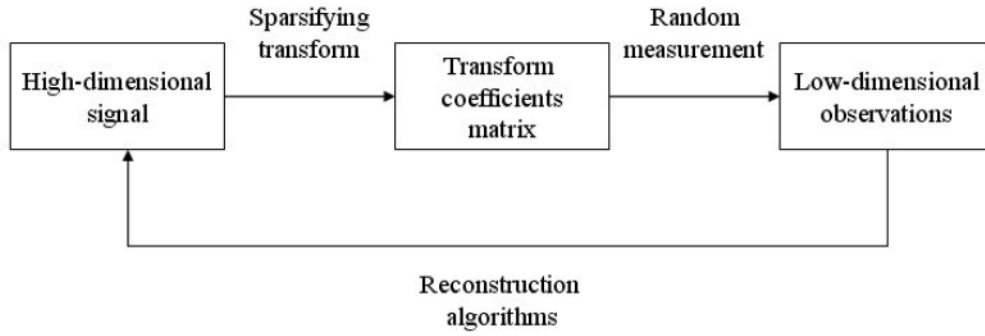 High-dimensional
signal
Sparsifying
transform
Transform
coefficients
matrix
Random
measurement
Low-dimensional
observations
Reconstruction
algorithms